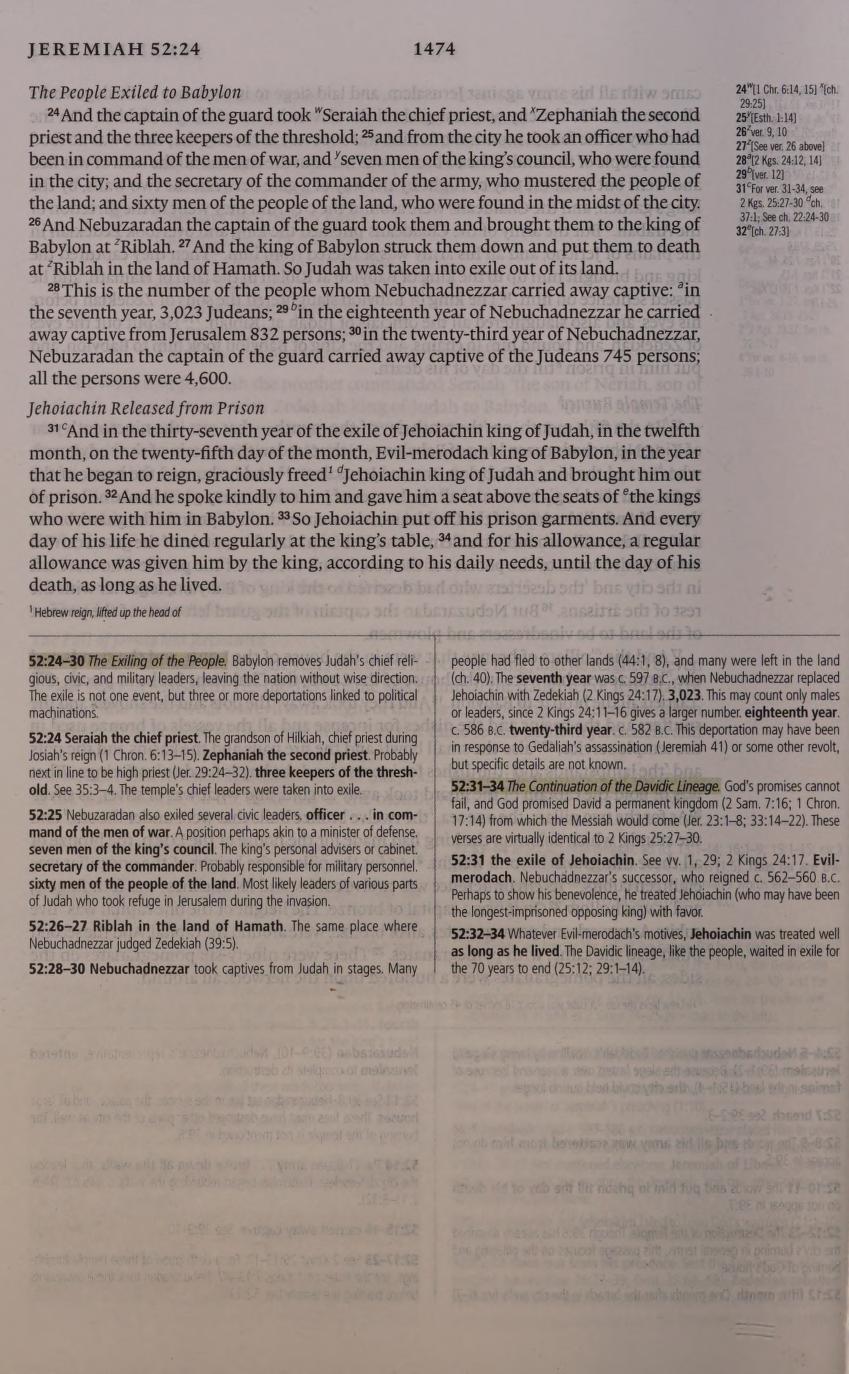 JEREMIAH 52:24
1474
The People Exiled to Babylon
24 And the captain of the guard took wSeraiah the chief priest, and xZephaniah the second
priest and the three keepers of the threshold; 25 and from the city he took an officer who had
been in command of the men of war, and yseven men of the king's council, who were found
in the city; and the secretary of the commander of the army, who mustered the people of
the land; and sixty men of the people of the land, who were found in the midst of the city.
26 And Nebuzaradan the captain of the guard took them and brought them to the king of
Babylon at zRiblah. 27 And the king of Babylon struck them down and put them to death
at zRiblah in the land of Hamath. So Judah was taken into exile out of its land.
28 This is the number of the people whom Nebuchadnezzar carried away captive: ain
the seventh year, 3,023 Judeans; 29 bin the eighteenth year of Nebuchadnezzar he carried
away captive from Jerusalem 832 persons; 30 in the twenty-third year of Nebuchadnezzar,
Nebuzaradan the captain of the guard carried away captive of the Judeans 745 persons;
all the persons were 4,600.
Jehoiachin Released from Prison
31 cAnd in the thirty-seventh year of the exile of Jehoiachin king of Judah, in the twelfth
month, on the twenty-fifth day of the month, Evil-merodach king of Babylon, in the year
that he began to reign, graciously freed1 dJehoiachin king of Judah and brought him out
of prison. 32 And he spoke kindly to him and gave him a seat above the seats of ethe kings
who were with him in Babylon. 33 So Jehoiachin put off his prison garments. And every
day of his life he dined regularly at the king's table, 34 and for his allowance, a regular
allowance was given him by the king, according to his daily needs, until the day of his
death, as long as he lived.
1 Hebrew reign, lifted up the head of
24 w[1 Chr. 6:14, 15] x[ch.
29:25]
25 y[Esth. 1:14]
26 zver. 9, 10
27 z[See ver. 26 above]
28 a[2 Kgs. 24:12, 14]
29 b[ver. 12]
31 cFor ver. 31-34, see
2 Kgs. 25:27-30 dch.
37:1; See ch. 22:24-30
32 e[ch. 27:3]
52:24–30 The Exiling of the People. Babylon removes Judah's chief reli-
gious, civic, and military leaders, leaving the nation without wise direction.
The exile is not one event, but three or more deportations linked to political
machinations.
52:24 Seraiah the chief priest. The grandson of Hilkiah, chief priest during
Josiah's reign (1 Chron. 6:13–15). Zephaniah the second priest. Probably
next in line to be high priest (Jer. 29:24–32). three keepers of the thresh-
old. See 35:3–4. The temple's chief leaders were taken into exile.
52:25 Nebuzaradan also exiled several civic leaders. officer . . . in com-
mand of the men of war. A position perhaps akin to a minister of defense.
seven men of the king's council. The king's personal advisers or cabinet.
secretary of the commander. Probably responsible for military personnel.
sixty men of the people of the land. Most likely leaders of various parts
of Judah who took refuge in Jerusalem during the invasion.
52:26–27 Riblah in the land of Hamath. The same place where
Nebuchadnezzar judged Zedekiah (39:5).
52:28–30 Nebuchadnezzar took captives from Judah in stages. Many
people had fled to other lands (44:1, 8), and many were left in the land
(ch. 40). The seventh year was c. 597 B.C., when Nebuchadnezzar replaced
Jehoiachin with Zedekiah (2 Kings 24:17). 3,023. This may count only males
or leaders, since 2 Kings 24:11–16 gives a larger number. eighteenth year.
c. 586 B.C. twenty-third year. c. 582 B.C. This deportation may have been
in response to Gedaliah's assassination (Jeremiah 41) or some other revolt,
but specific details are not known.
52:31–34 The Continuation of the Davidic Lineage. God's promises cannot
fail, and God promised David a permanent kingdom (2 Sam. 7:16; 1 Chron.
17:14) from which the Messiah would come (Jer. 23:1–8; 33:14–22). These
verses are virtually identical to 2 Kings 25:27–30.
52:31 the exile of Jehoiachin. See vv. 1, 29; 2 Kings 24:17. Evil-
merodach. Nebuchadnezzar's successor, who reigned c. 562–560 B.C.
Perhaps to show his benevolence, he treated Jehoiachin (who may have been
the longest-imprisoned opposing king) with favor.
52:32–34 Whatever Evil-merodach's motives, Jehoiachin was treated well
as long as he lived. The Davidic lineage, like the people, waited in exile for
the 70 years to end (25:12; 29:1–14).